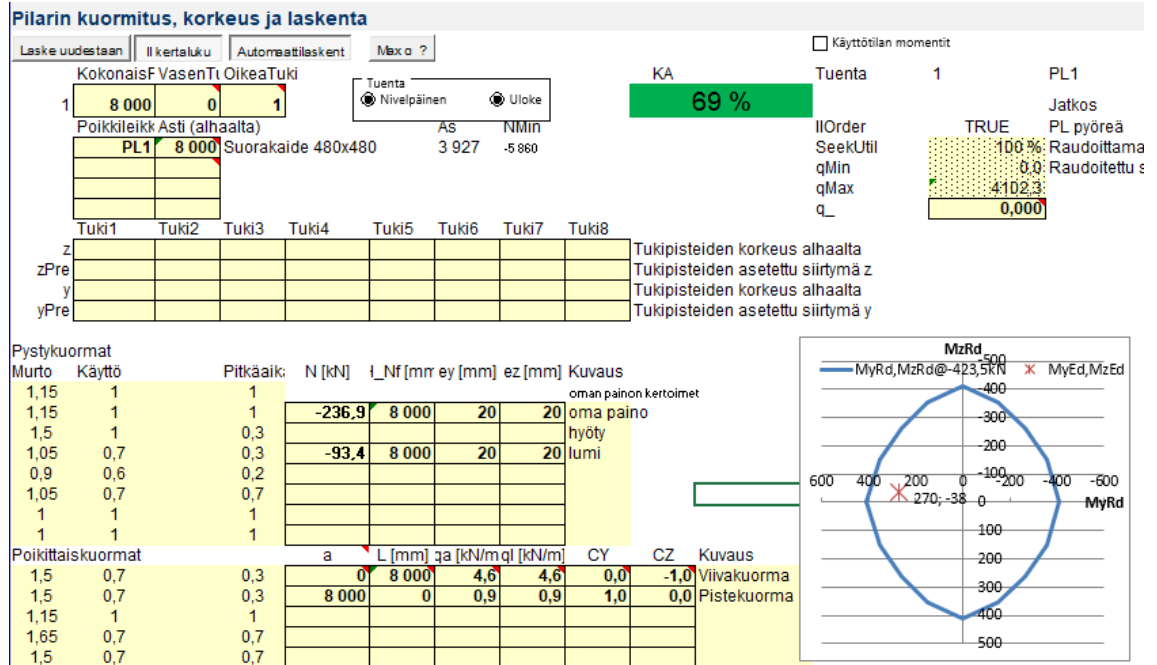 Pilarin kuormitus, korkeus ja laskenta
Laske uudestaan II kertaluku Automaattilaskent Max α ? Käyttötilan momentit
KokonaisF VasenTu OikeaTuki Tuenta KA Tuenta 1 PL1
1 8 000 0 1 Nivelpäinen Uloke 69 % Jatkos
Poikkileikk Asti (alhaalta) As NMin IIOrder TRUE PL pyöreä
PL1 8 000 Suorakaide 480x480 3 927 -5 860 SeekUtil 100 % Raudoittama
qMin 0,0 Raudoitettu s
qMax 4102,3
q_ 0,000
Tuki1 Tuki2 Tuki3 Tuki4 Tuki5 Tuki6 Tuki7 Tuki8
z Tukipisteiden korkeus alhaalta
zPre Tukipisteiden asetettu siirtymä z
y Tukipisteiden korkeus alhaalta
yPre Tukipisteiden asetettu siirtymä y
Pystykuormat
Murto Käyttö Pitkäaika N [kN] ey [mm] ez [mm] Kuvaus
1,15 1 1 oman painon kertoimet
1,15 1 1 -236,9 8 000 20 20 oma paino
1,5 1 0,3 hyöty
1,05 0,7 0,3 -93,4 8 000 20 20 lumi
0,9 0,6 0,2
1,05 0,7 0,7
1 1 1
1 1 1
Poikittaiskuormat a L [mm] qa [kN/m ql [kN/m] CY CZ Kuvaus
1,5 0,7 0,3 0 8 000 4,6 4,6 0,0 -1,0 Viivakuorma
1,5 0,7 0,3 8 000 0 0,9 0,9 1,0 0,0 Pistekuorma
1,15 1 1
1,65 0,7 0,7
1,5 0,7 0,7
MzRd
-500
MyRd,MzRd@-423,5kN MyEd,MzEd
-400
-300
-200
-100
600 400 200 0 -200 -400 -600
270; -38 0 MyRd
100
200
300
400
500